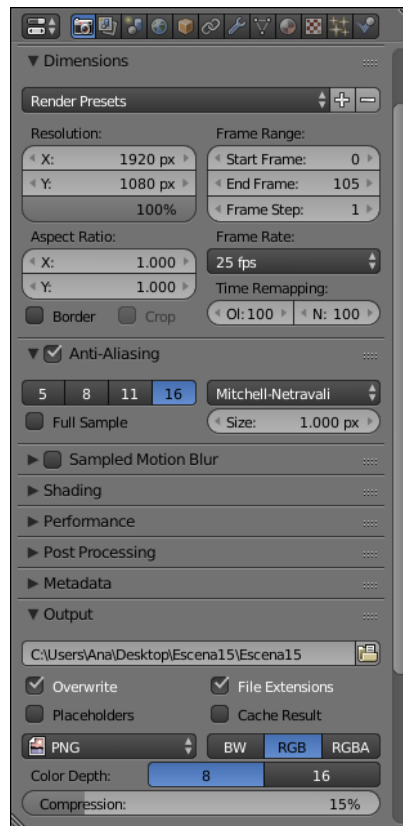 Dimensions
Render Presets
Resolution:
Frame Range:
X: 1920 px
Start Frame: 0
Y: 1080 px
End Frame: 105
100%
Frame Step: 1
Aspect Ratio:
Frame Rate:
X: 1.000
25 fps
Y: 1.000
Time Remapping:
Border
Crop
Ol: 100
N: 100
Anti-Aliasing
5 8 11 16
Mitchell-Netravali
Full Sample
Size: 1.000 px
Sampled Motion Blur
Shading
Performance
Post Processing
Metadata
Output
C:\Users\Ana\Desktop\Escena15\Escena15
Overwrite
File Extensions
Placeholders
Cache Result
PNG
BW RGB RGBA
Color Depth: 8 16
Compression: 15%